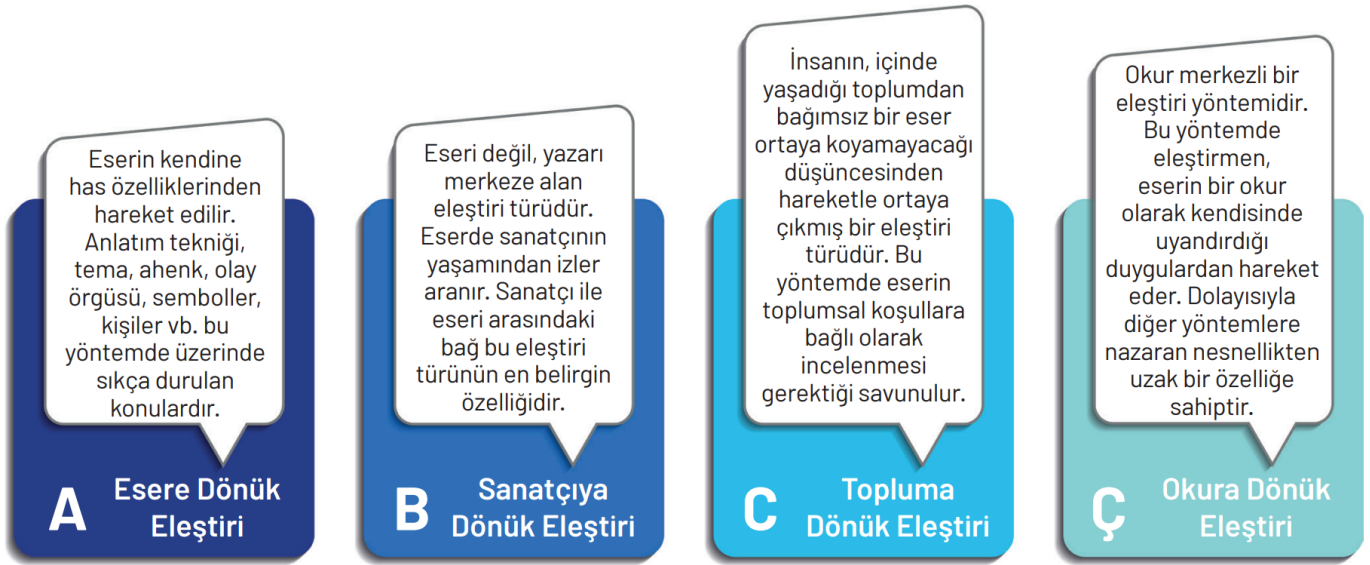 Eserin kendine
has özelliklerinden
hareket edilir.
Anlatım tekniği,
tema, ahenk, olay
örgüsü, semboller,
kişiler vb. bu
yöntemde üzerinde
sıkça durulan
konulardır.
A
Esere Dönük
Eleştiri
Eseri değil, yazarı
merkeze alan
eleştiri türüdür.
Eserde sanatçının
yaşamından izler
aranır. Sanatçı ile
eseri arasındaki
bağ bu eleştiri
türünün en belirgin
özelliğidir.
B
Sanatçıya
Dönük Eleştiri
İnsanın, içinde
yaşadığı toplumdan
bağımsız bir eser
ortaya koyamayacağı
düşüncesinden
hareketle ortaya
çıkmış bir eleştiri
türüdür. Bu
yöntemde eserin
toplumsal koşullara
bağlı olarak
incelenmesi
gerektiği savunulur.
C
Topluma
Dönük Eleştiri
Okur merkezli bir
eleştiri yöntemidir.
Bu yöntemde
eleştirmen,
eserin bir okur
olarak kendisinde
uyandırdığı
duygulardan hareket
eder. Dolayısıyla
diğer yöntemlere
nazaran nesnellikten
uzak bir özelliğe
sahiptir.
Ç
Okura Dönük
Eleştiri